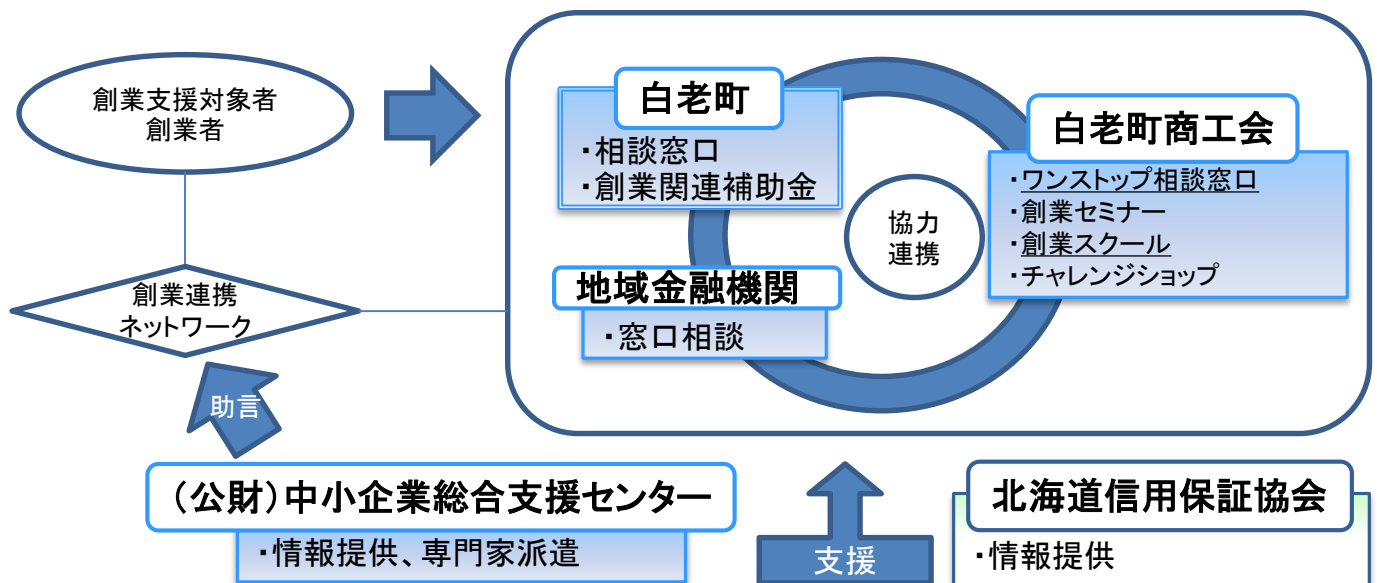 創業支援対象者
創業者
白老町
・相談窓口
・創業関連補助金
白老町商工会
・ワンストップ相談窓口
・創業セミナー
・創業スクール
・チャレンジショップ
協力
連携
地域金融機関
・窓口相談
創業連携
ネットワーク
助言
（公財）中小企業総合支援センター
・情報提供、専門家派遣
支援
北海道信用保証協会
・情報提供